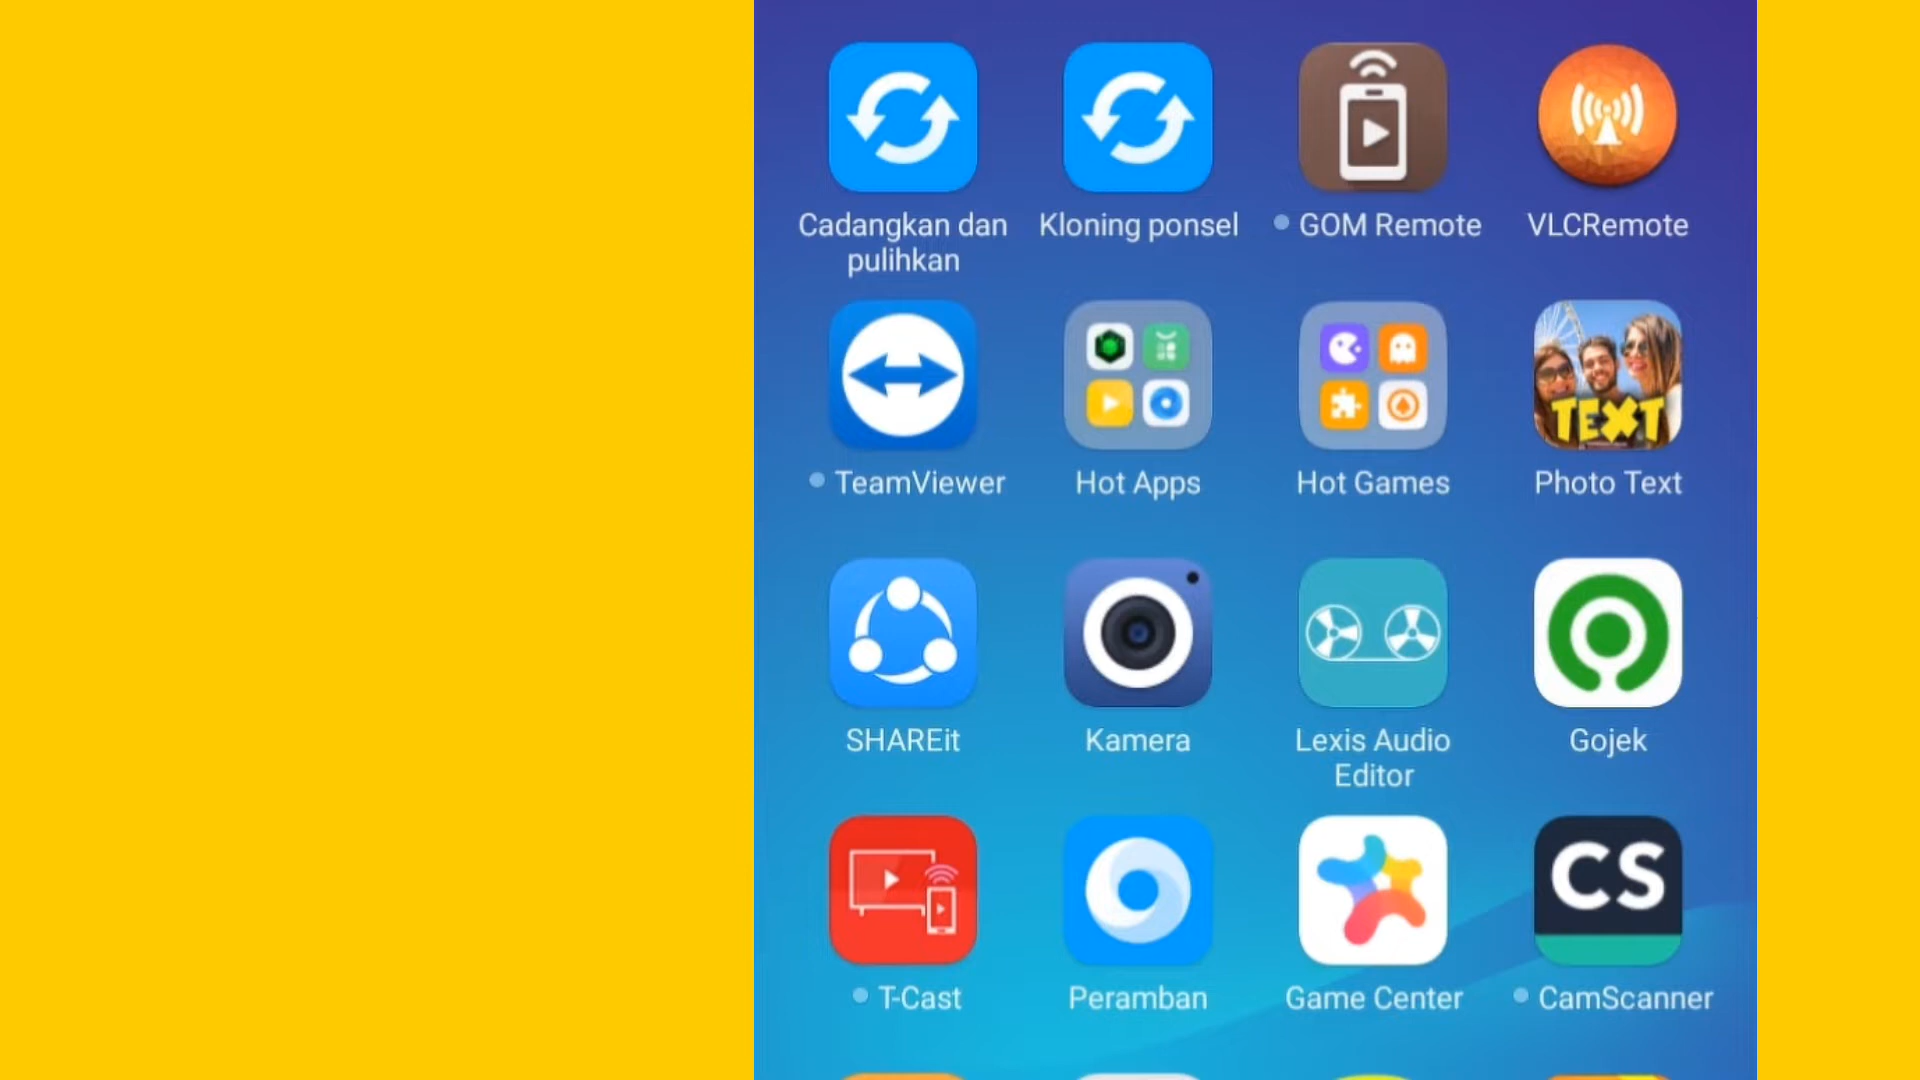 Cadangkan dan
pulihkan
Kloning ponsel
GOM Remote
VLCRemote
TEXT
TeamViewer
Hot Apps
Hot Games
Photo Text
SHAREit
Kamera
Lexis Audio
Editor
Gojek
CS
T-Cast
Peramban
Game Center
CamScanner